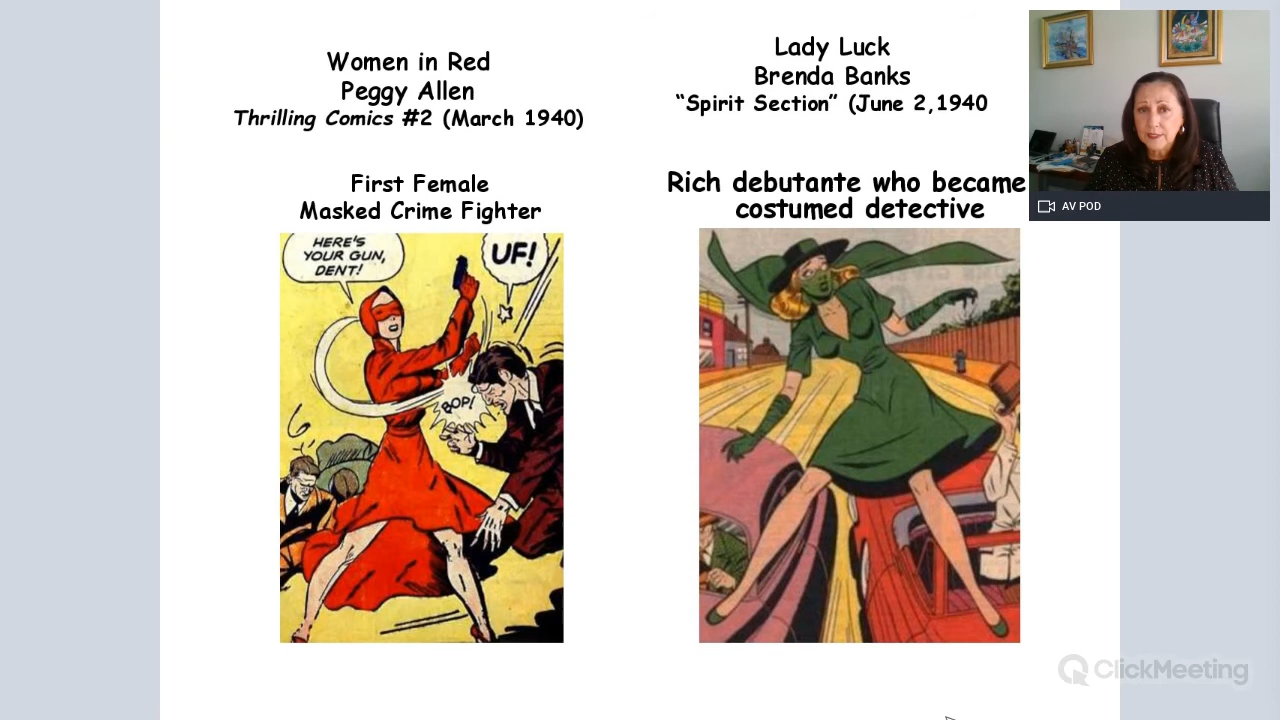 Women in Red
Peggy Allen
Thrilling Comics #2 (March 1940)
First Female
Masked Crime Fighter
HERE'S
YOUR GUN,
DENT!
UF!
BOP!
Lady Luck
Brenda Banks
“Spirit Section” (June 2,1940
Rich debutante who became
costumed detective
AV POD
ClickMeeting